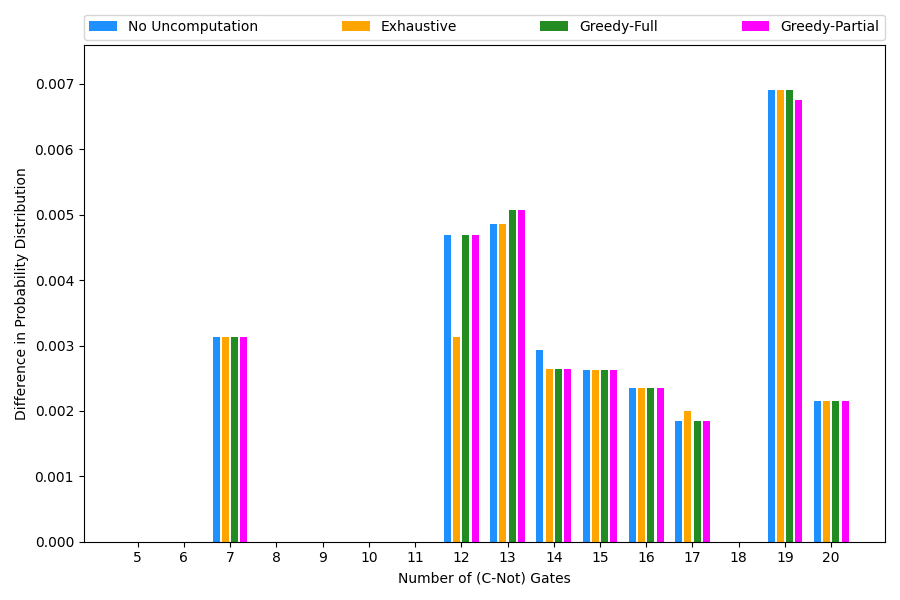 No Uncomputation Exhaustive Greedy-Full Greedy-Partial
0.007
0.006
0.005
0.004
0.003
0.002
0.001
0.000
Difference in Probability Distribution
5 6 7 8 9 10 11 12 13 14 15 16 17 18 19 20
Number of (C-Not) Gates